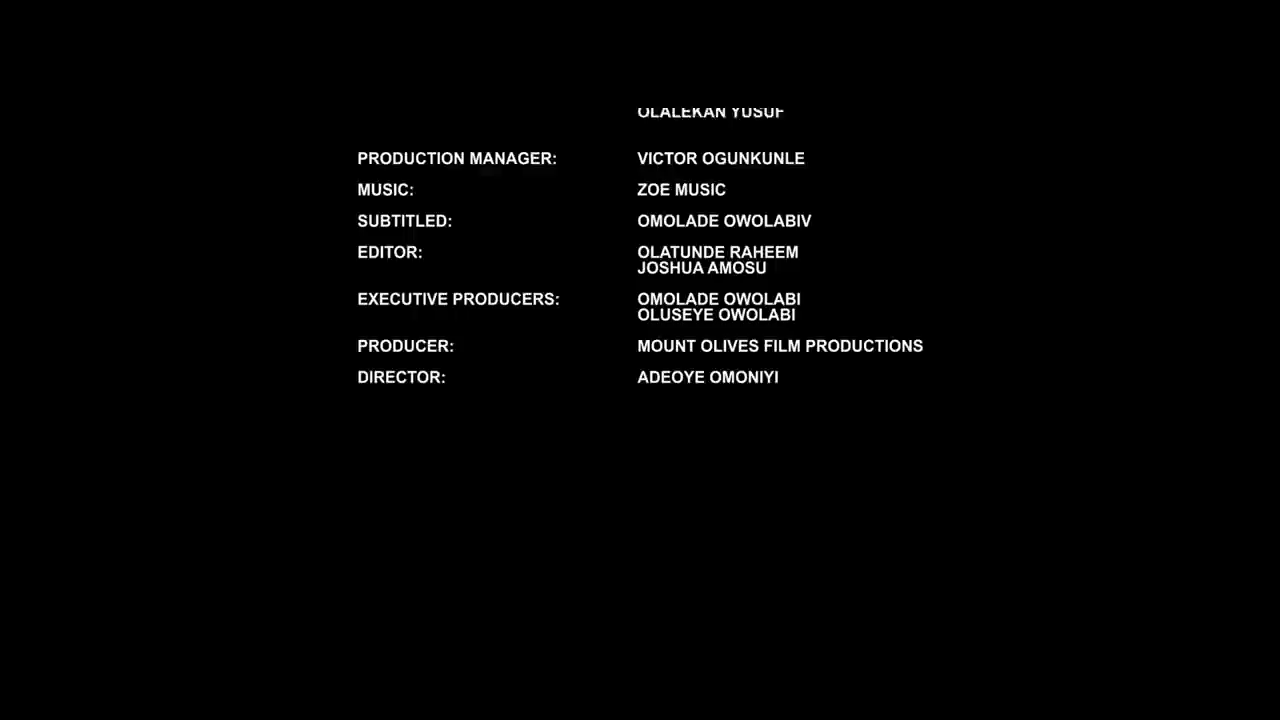 OLALEKAN YUSUF
PRODUCTION MANAGER: VICTOR OGUNKUNLE
MUSIC: ZOE MUSIC
SUBTITLED: OMOLADE OWOLABIV
EDITOR: OLATUNDE RAHEEM
JOSHUA AMOSU
EXECUTIVE PRODUCERS: OMOLADE OWOLABI
OLUSEYE OWOLABI
PRODUCER: MOUNT OLIVES FILM PRODUCTIONS
DIRECTOR: ADEOYE OMONIYI